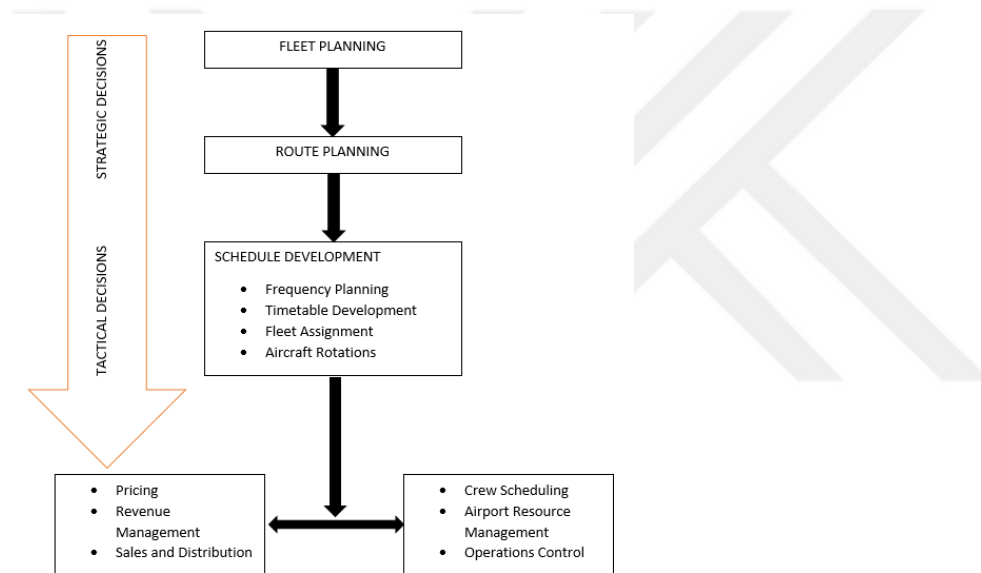 STRATEGIC DECISIONS
TACTICAL DECISIONS
FLEET PLANNING
ROUTE PLANNING
SCHEDULE DEVELOPMENT
• Frequency Planning
• Timetable Development
• Fleet Assignment
• Aircraft Rotations
• Pricing
• Revenue
Management
• Sales and Distribution
• Crew Scheduling
• Airport Resource
Management
• Operations Control